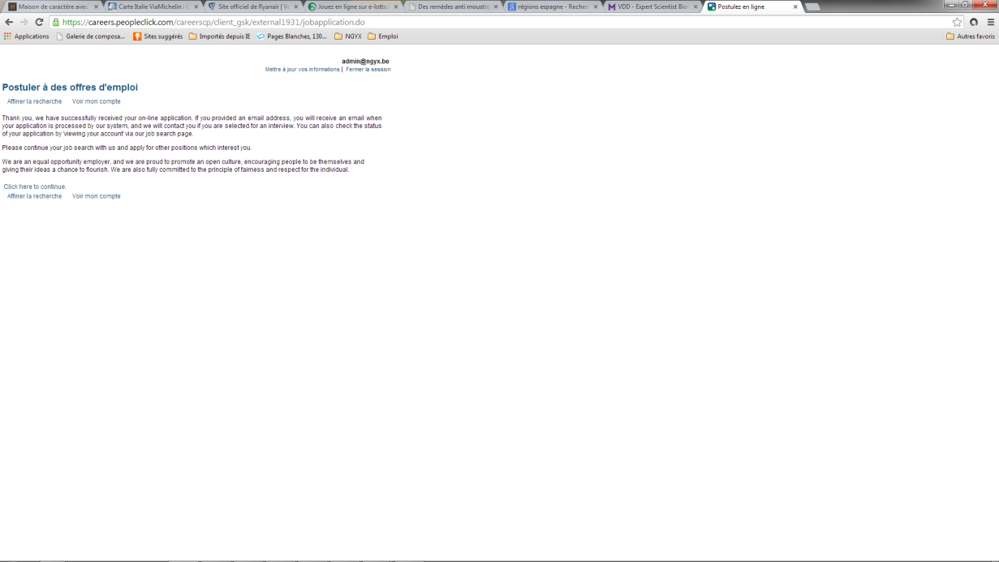 Maison de caractère avec
Carte Italie ViaMichelin : C
Site officiel de Ryanair | Vo
Jouez en ligne sur e-lotto.
Des remèdes anti moustiq
régions espagne - Recher
VDD - Expert Scientist Bioi
Postulez en ligne
https://careers.peopleclick.com/careerscp/client_gsk/external1931/jobapplication.do
Applications
Galerie de composa...
Sites suggérés
Importés depuis IE
Pages Blanches, 130...
NGYX
Emploi
Autres favoris
admin@ngyx.be
Mettre à jour vos informations | Fermer la session
Postuler à des offres d'emploi
Affiner la recherche Voir mon compte
Thank you, we have successfully received your on-line application. If you provided an email address, you will receive an email when
your application is processed by our system, and we will contact you if you are selected for an interview. You can also check the status
of your application by 'viewing your account' via our job search page.
Please continue your job search with us and apply for other positions which interest you.
We are an equal opportunity employer, and we are proud to promote an open culture, encouraging people to be themselves and
giving their ideas a chance to flourish. We are also fully committed to the principle of fairness and respect for the individual.
Click here to continue.
Affiner la recherche Voir mon compte